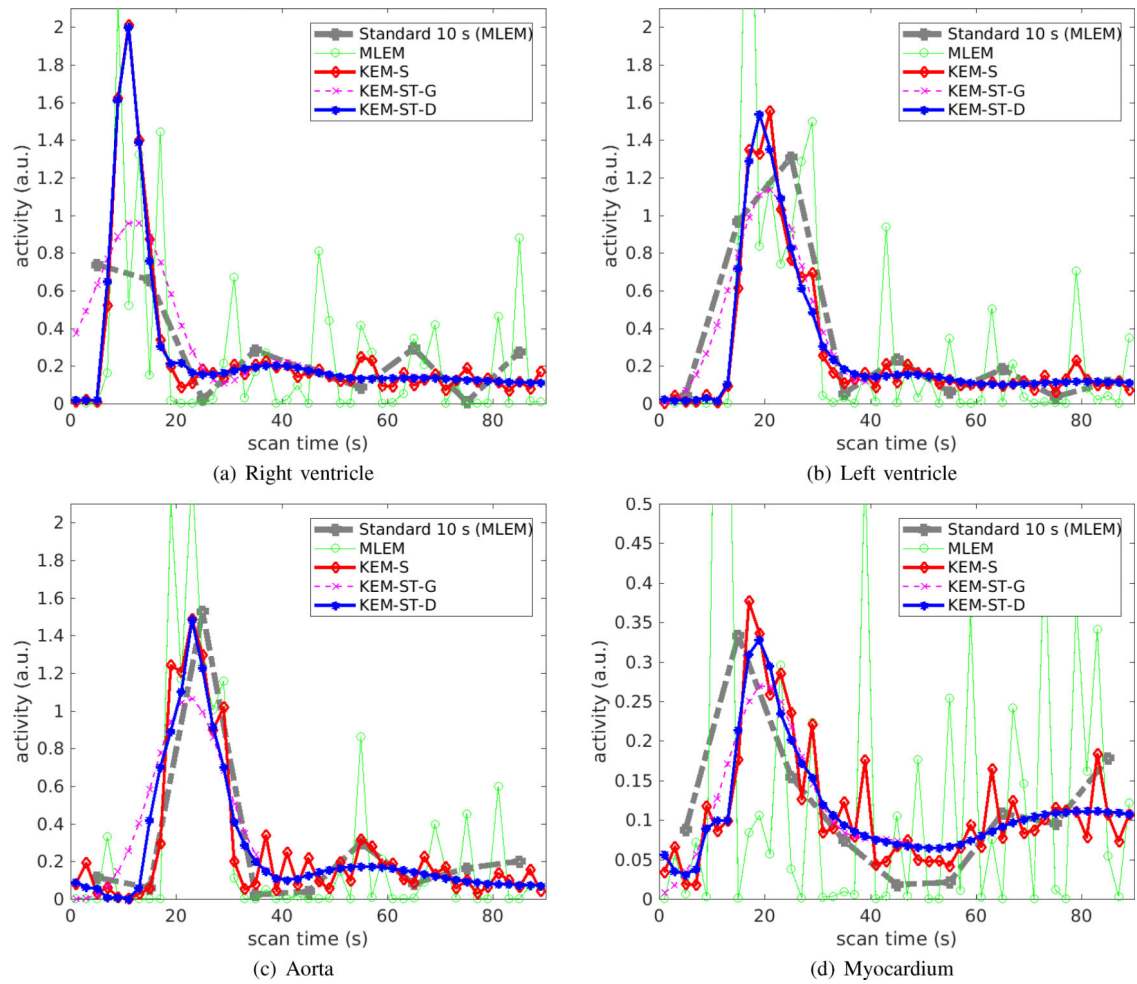 2
1.8
1.6
1.4
1.2
1
0.8
0.6
0.4
0.2
0
activity (a.u.)
Standard 10 s (MLEM)
MLEM
KEM-S
KEM-ST-G
KEM-ST-D
0 20 40 60 80
scan time (s)
(a) Right ventricle
2
1.8
1.6
1.4
1.2
1
0.8
0.6
0.4
0.2
0
activity (a.u.)
Standard 10 s (MLEM)
MLEM
KEM-S
KEM-ST-G
KEM-ST-D
0 20 40 60 80
scan time (s)
(b) Left ventricle
2
1.8
1.6
1.4
1.2
1
0.8
0.6
0.4
0.2
0
activity (a.u.)
Standard 10 s (MLEM)
MLEM
KEM-S
KEM-ST-G
KEM-ST-D
0 20 40 60 80
scan time (s)
(c) Aorta
0.5
0.45
0.4
0.35
0.3
0.25
0.2
0.15
0.1
0.05
0
activity (a.u.)
Standard 10 s (MLEM)
MLEM
KEM-S
KEM-ST-G
KEM-ST-D
0 20 40 60 80
scan time (s)
(d) Myocardium